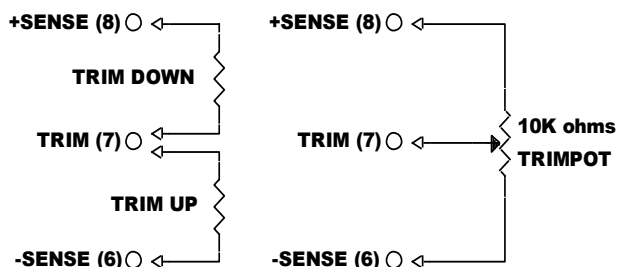 +SENSE (8)
TRIM DOWN
TRIM (7)
TRIM UP
-SENSE (6)
+SENSE (8)
10K ohms
TRIM (7)
TRIMPOT
-SENSE (6)